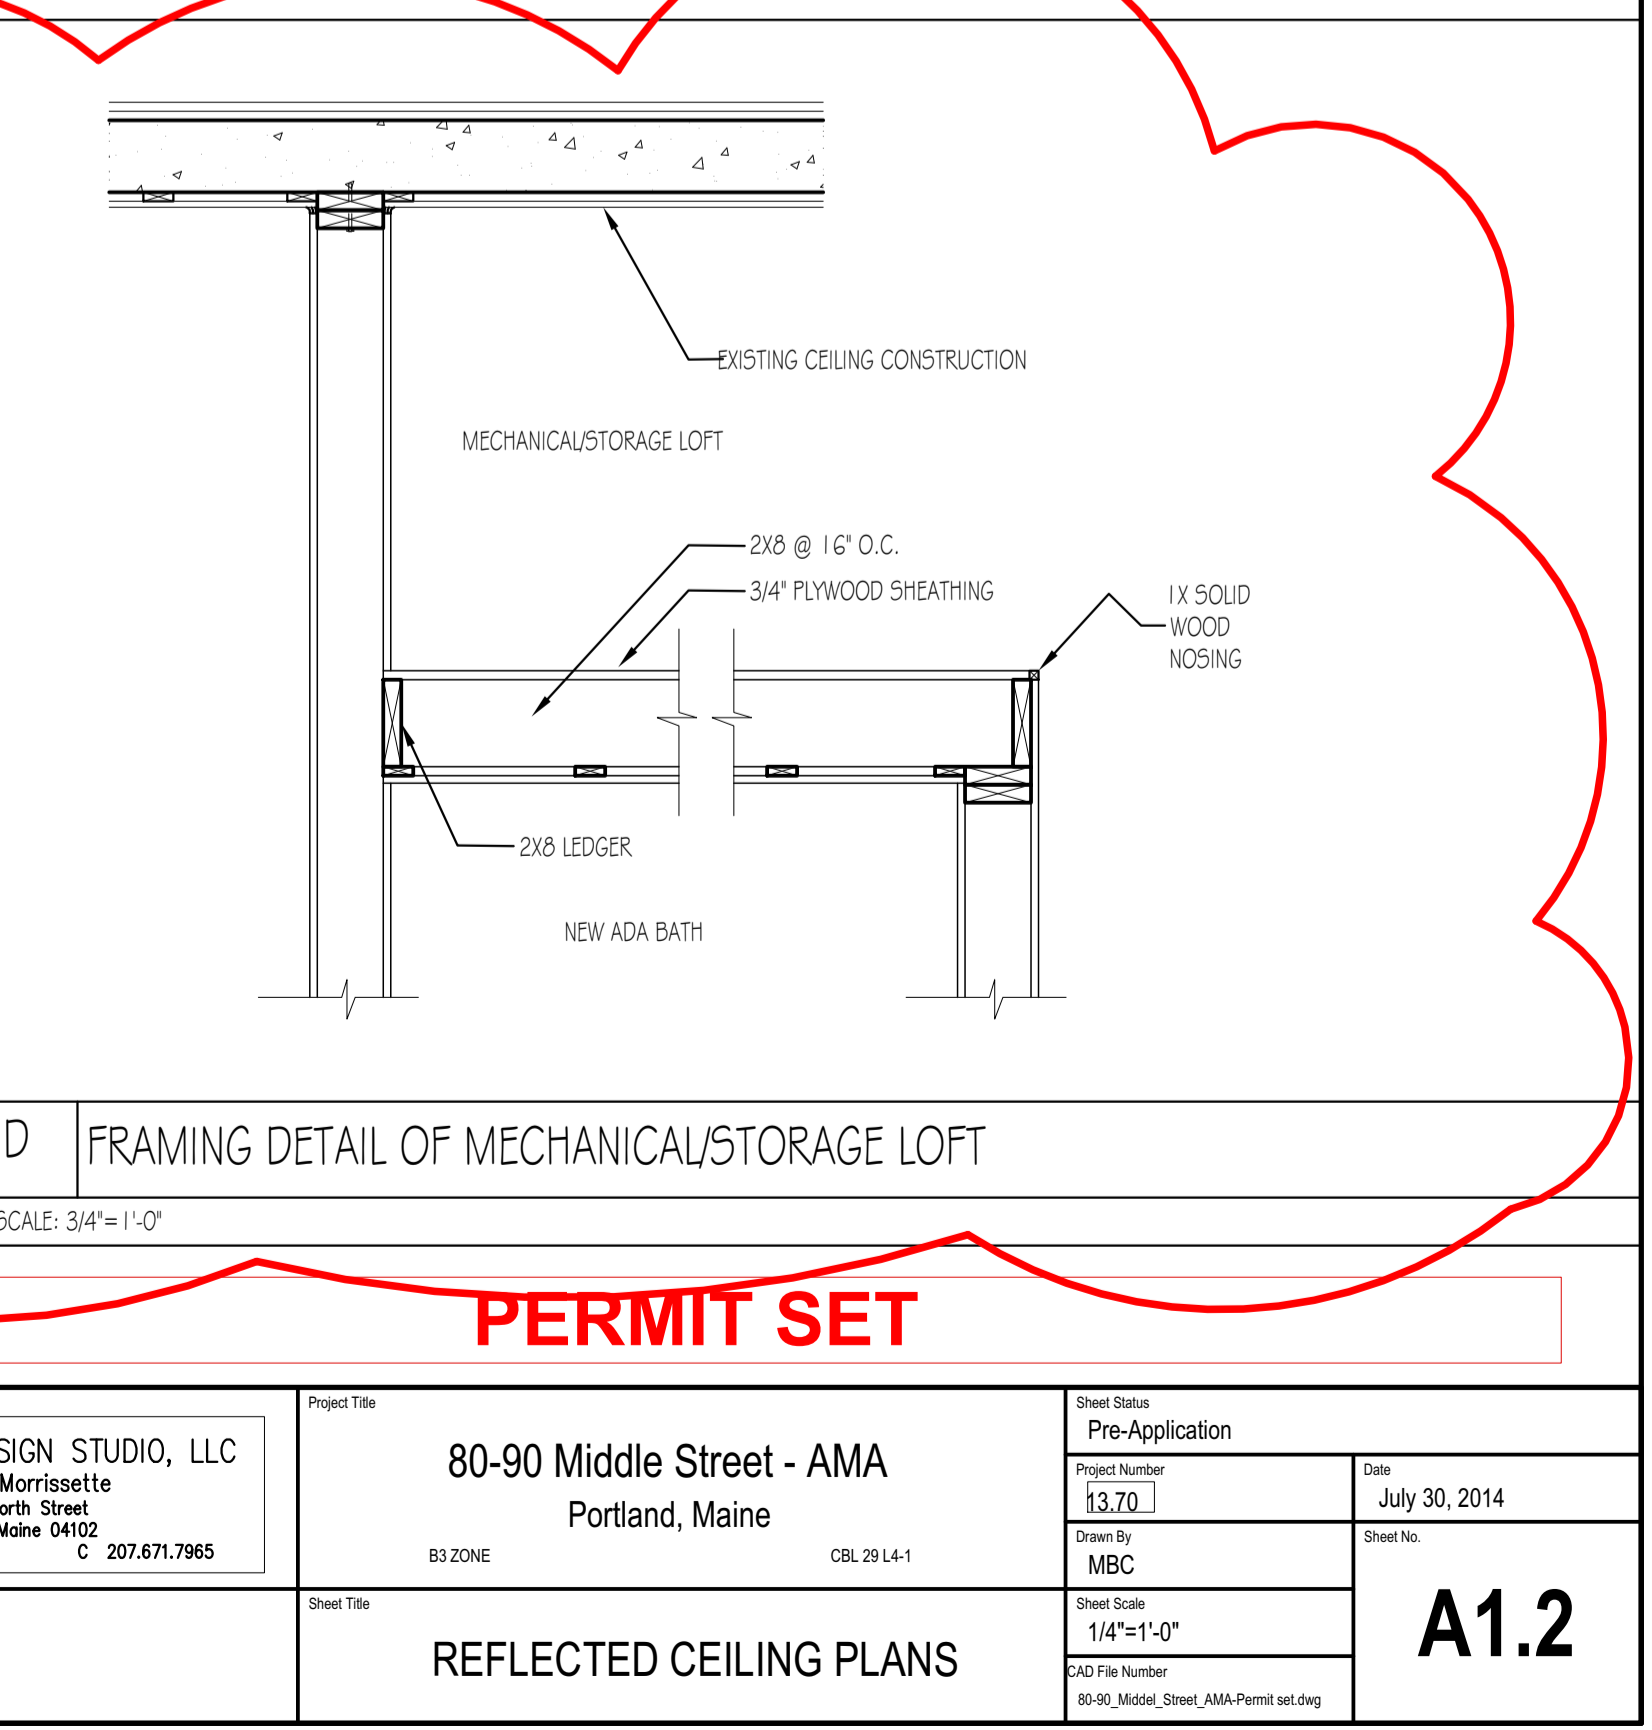 EXISTING CEILING CONSTRUCTION
MECHANICAL/STORAGE LOFT
2X8 @ 16" O.C.
3/4" PLYWOOD SHEATHING
1X SOLID
WOOD
NOSING
2X8 LEDGER
NEW ADA BATH
D
FRAMING DETAIL OF MECHANICAL/STORAGE LOFT
SCALE: 3/4"=1'-0"
PERMIT SET
SIGN STUDIO, LLC
Morrissette
orth Street
Maine 04102
C 207.671.7965
Project Title
80-90 Middle Street - AMA
Portland, Maine
B3 ZONE
CBL 29 L4-1
Sheet Title
REFLECTED CEILING PLANS
Sheet Status
Pre-Application
Project Number
13.70
Date
July 30, 2014
Drawn By
MBC
Sheet No.
A1.2
Sheet Scale
1/4"=1'-0"
CAD File Number
80-90_Middel_Street_AMA-Permit set.dwg